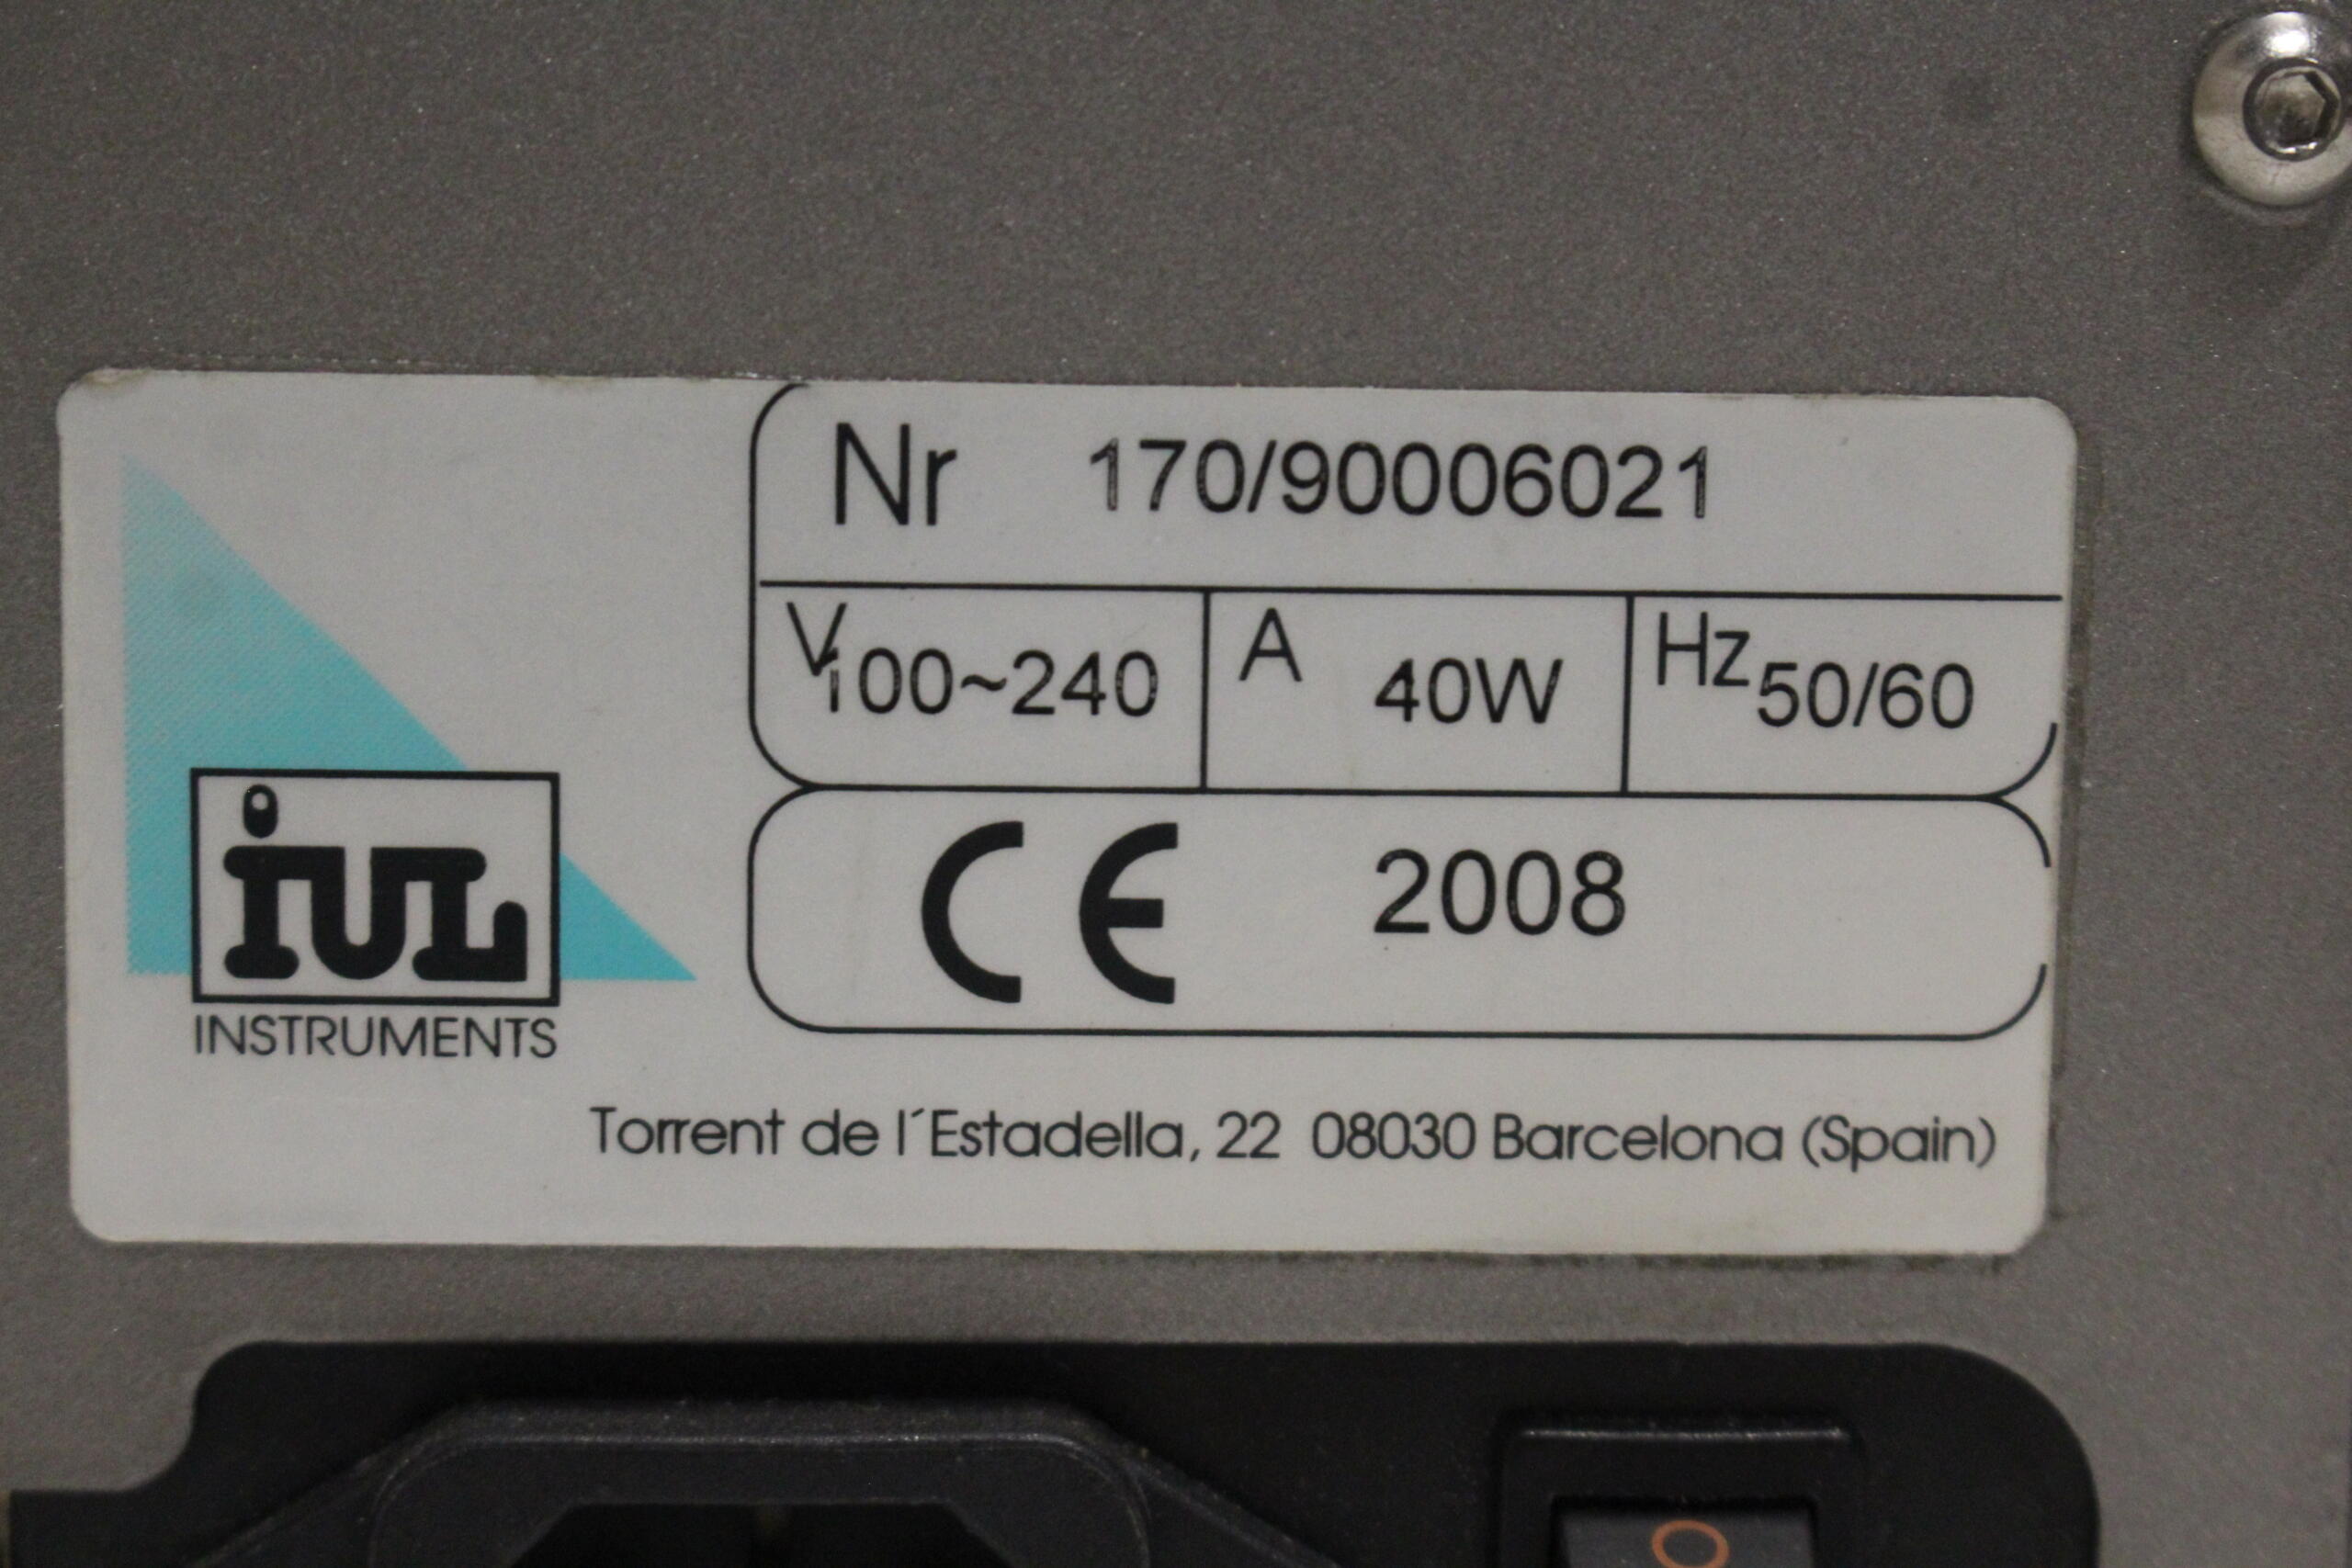 Nr 170/90006021
V 100~240 A 40W Hz 50/60
CE 2008
iUL
INSTRUMENTS
Torrent de l´Estadella, 22 08030 Barcelona (Spain)
O